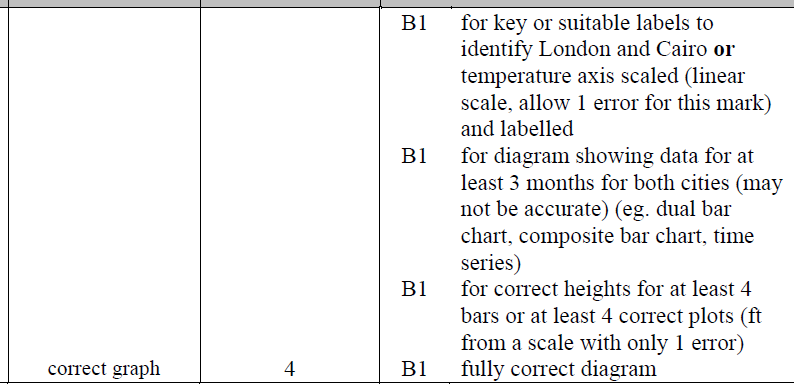 B1 for key or suitable labels to
identify London and Cairo or
temperature axis scaled (linear
scale, allow 1 error for this mark)
and labelled
B1 for diagram showing data for at
least 3 months for both cities (may
not be accurate) (eg. dual bar
chart, composite bar chart, time
series)
B1 for correct heights for at least 4
bars or at least 4 correct plots (ft
from a scale with only 1 error)
correct graph 4 B1 fully correct diagram